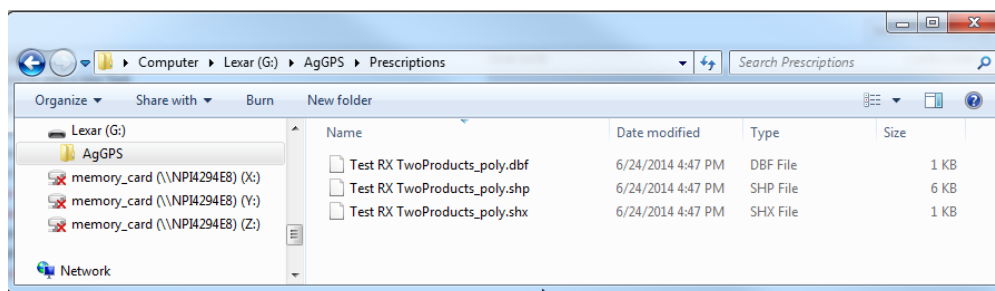 Computer ▸ Lexar (G:) ▸ AgGPS ▸ Prescriptions
Search Prescriptions
Organize Share with Burn New folder
Lexar (G:)
AgGPS
memory_card (\\NPI4294E8) (X:)
memory_card (\\NPI4294E8) (Y:)
memory_card (\\NPI4294E8) (Z:)
Network
Name Date modified Type Size
Test RX TwoProducts_poly.dbf 6/24/2014 4:47 PM DBF File 1 KB
Test RX TwoProducts_poly.shp 6/24/2014 4:47 PM SHP File 6 KB
Test RX TwoProducts_poly.shx 6/24/2014 4:47 PM SHX File 1 KB